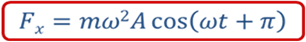 Fₓ = mω²A cos(ωt + π)